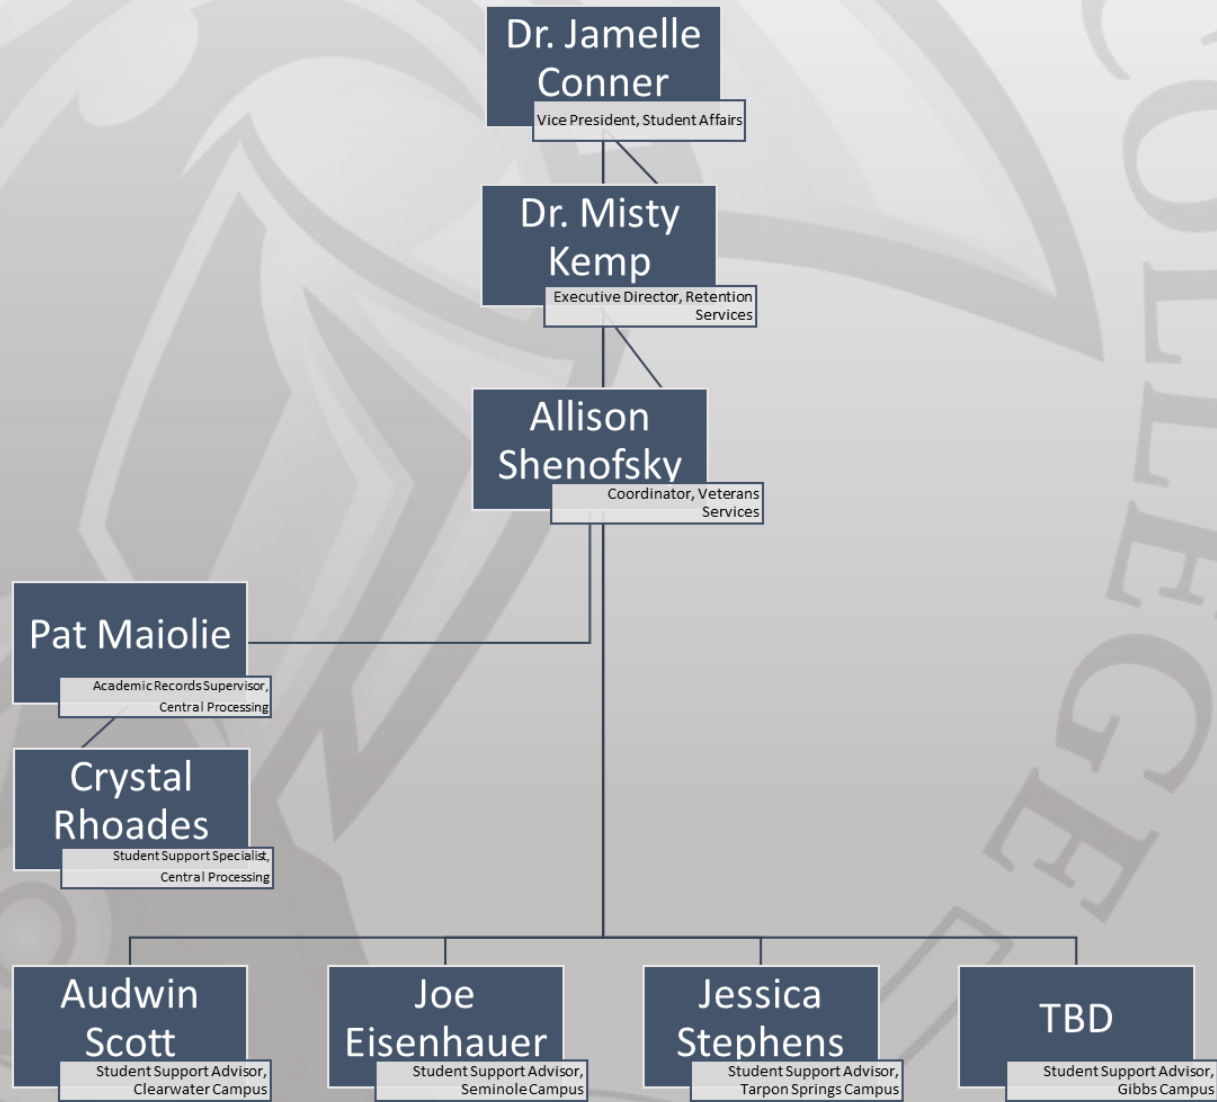 Dr. Jamelle
Conner
Vice President, Student Affairs
Dr. Misty
Kemp
Executive Director, Retention
Services
Allison
Shenofsky
Coordinator, Veterans
Services
Pat Maiolie
Academic Records Supervisor,
Central Processing
Crystal
Rhoades
Student Support Specialist,
Central Processing
Audwin
Scott
Student Support Advisor,
Clearwater Campus
Joe
Eisenhauer
Student Support Advisor,
Seminole Campus
Jessica
Stephens
Student Support Advisor,
Tarpon Springs Campus
TBD
Student Support Advisor,
Gibbs Campus
COLLEGE